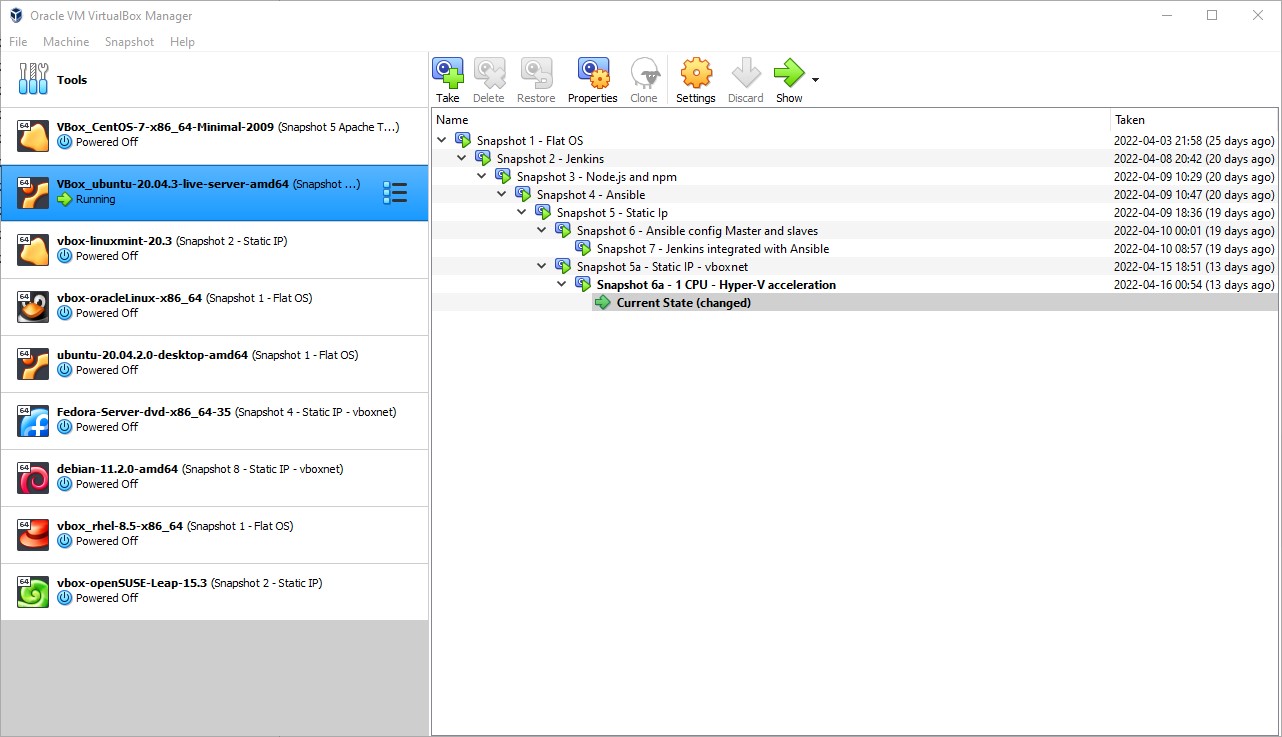 Oracle VM VirtualBox Manager
File Machine Snapshot Help
Tools
64
VBox_CentOS-7-x86_64-Minimal-2009 (Snapshot 5 Apache T...)
Powered Off
64
VBox_ubuntu-20.04.3-live-server-amd64 (Snapshot ...)
Running
64
vbox-linuxmint-20.3 (Snapshot 2 - Static IP)
Powered Off
64
vbox-oracleLinux-x86_64 (Snapshot 1 - Flat OS)
Powered Off
64
ubuntu-20.04.2.0-desktop-amd64 (Snapshot 1 - Flat OS)
Powered Off
64
Fedora-Server-dvd-x86_64-35 (Snapshot 4 - Static IP - vboxnet)
Powered Off
64
debian-11.2.0-amd64 (Snapshot 8 - Static IP - vboxnet)
Powered Off
64
vbox_rhel-8.5-x86_64 (Snapshot 1 - Flat OS)
Powered Off
64
vbox-openSUSE-Leap-15.3 (Snapshot 2 - Static IP)
Powered Off
Take Delete Restore Properties Clone Settings Discard Show
Name Taken
Snapshot 1 - Flat OS 2022-04-03 21:58 (25 days ago)
Snapshot 2 - Jenkins 2022-04-08 20:42 (20 days ago)
Snapshot 3 - Node.js and npm 2022-04-09 10:29 (20 days ago)
Snapshot 4 - Ansible 2022-04-09 10:47 (20 days ago)
Snapshot 5 - Static Ip 2022-04-09 18:36 (19 days ago)
Snapshot 6 - Ansible config Master and slaves 2022-04-10 00:01 (19 days ago)
Snapshot 7 - Jenkins integrated with Ansible 2022-04-10 08:57 (19 days ago)
Snapshot 5a - Static IP - vboxnet 2022-04-15 18:51 (13 days ago)
Snapshot 6a - 1 CPU - Hyper-V acceleration 2022-04-16 00:54 (13 days ago)
Current State (changed)